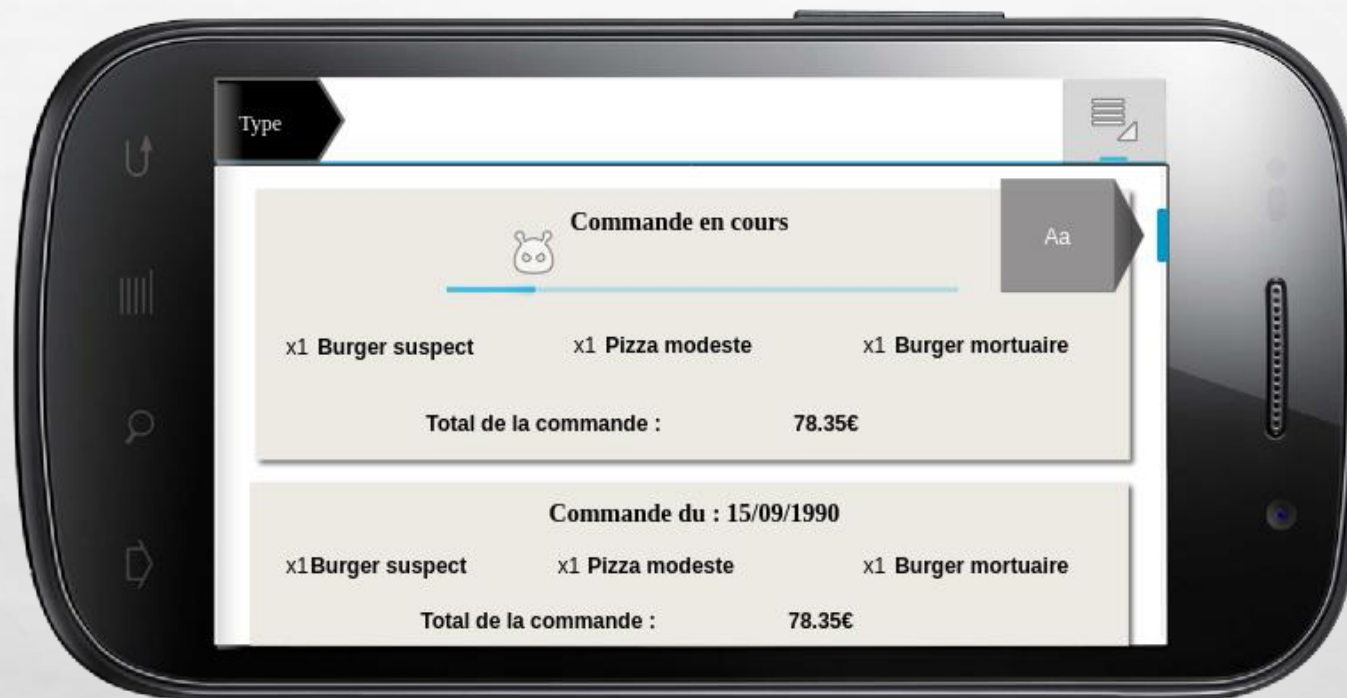 Type
Commande en cours
Aa
x1 Burger suspect x1 Pizza modeste x1 Burger mortuaire
Total de la commande : 78.35€
Commande du : 15/09/1990
x1Burger suspect x1 Pizza modeste x1 Burger mortuaire
Total de la commande : 78.35€